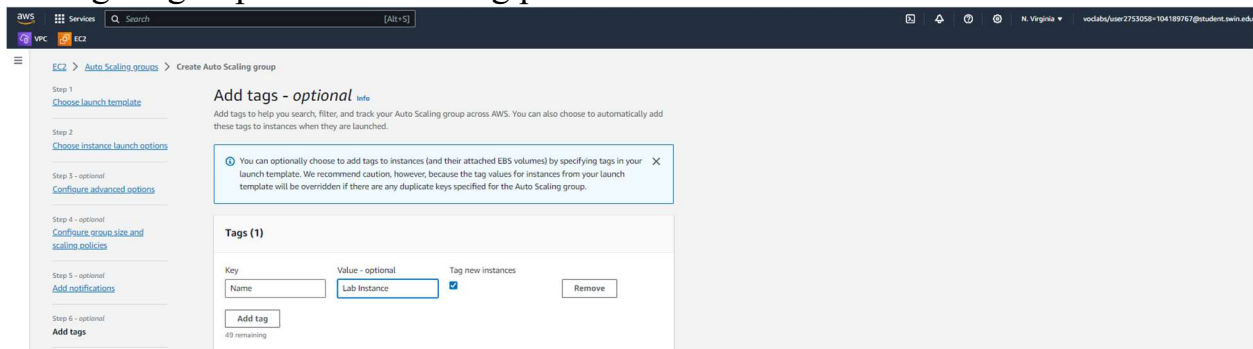 aws Services Search [Alt+S] N. Virginia voclabs/user2753058=104189767@student.swin.edu
VPC EC2
EC2 > Auto Scaling groups > Create Auto Scaling group
Step 1
Choose launch template
Step 2
Choose instance launch options
Step 3 - optional
Configure advanced options
Step 4 - optional
Configure group size and
scaling policies
Step 5 - optional
Add notifications
Step 6 - optional
Add tags
Add tags - optional Info
Add tags to help you search, filter, and track your Auto Scaling group across AWS. You can also choose to automatically add
these tags to instances when they are launched.
You can optionally choose to add tags to instances (and their attached EBS volumes) by specifying tags in your
launch template. We recommend caution, however, because the tag values for instances from your launch
template will be overridden if there are any duplicate keys specified for the Auto Scaling group.
Tags (1)
Key Value - optional Tag new instances
Name Lab Instance Remove
Add tag
49 remaining